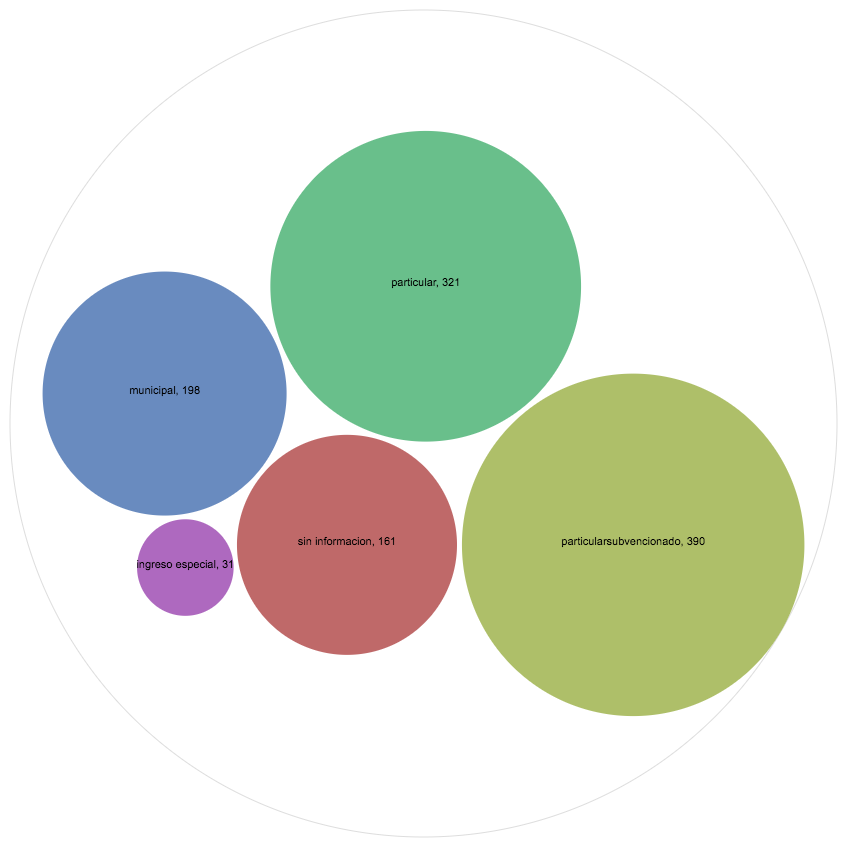 particular, 321
municipal, 198
sin informacion, 161
particularsubvencionado, 390
ingreso especial, 31